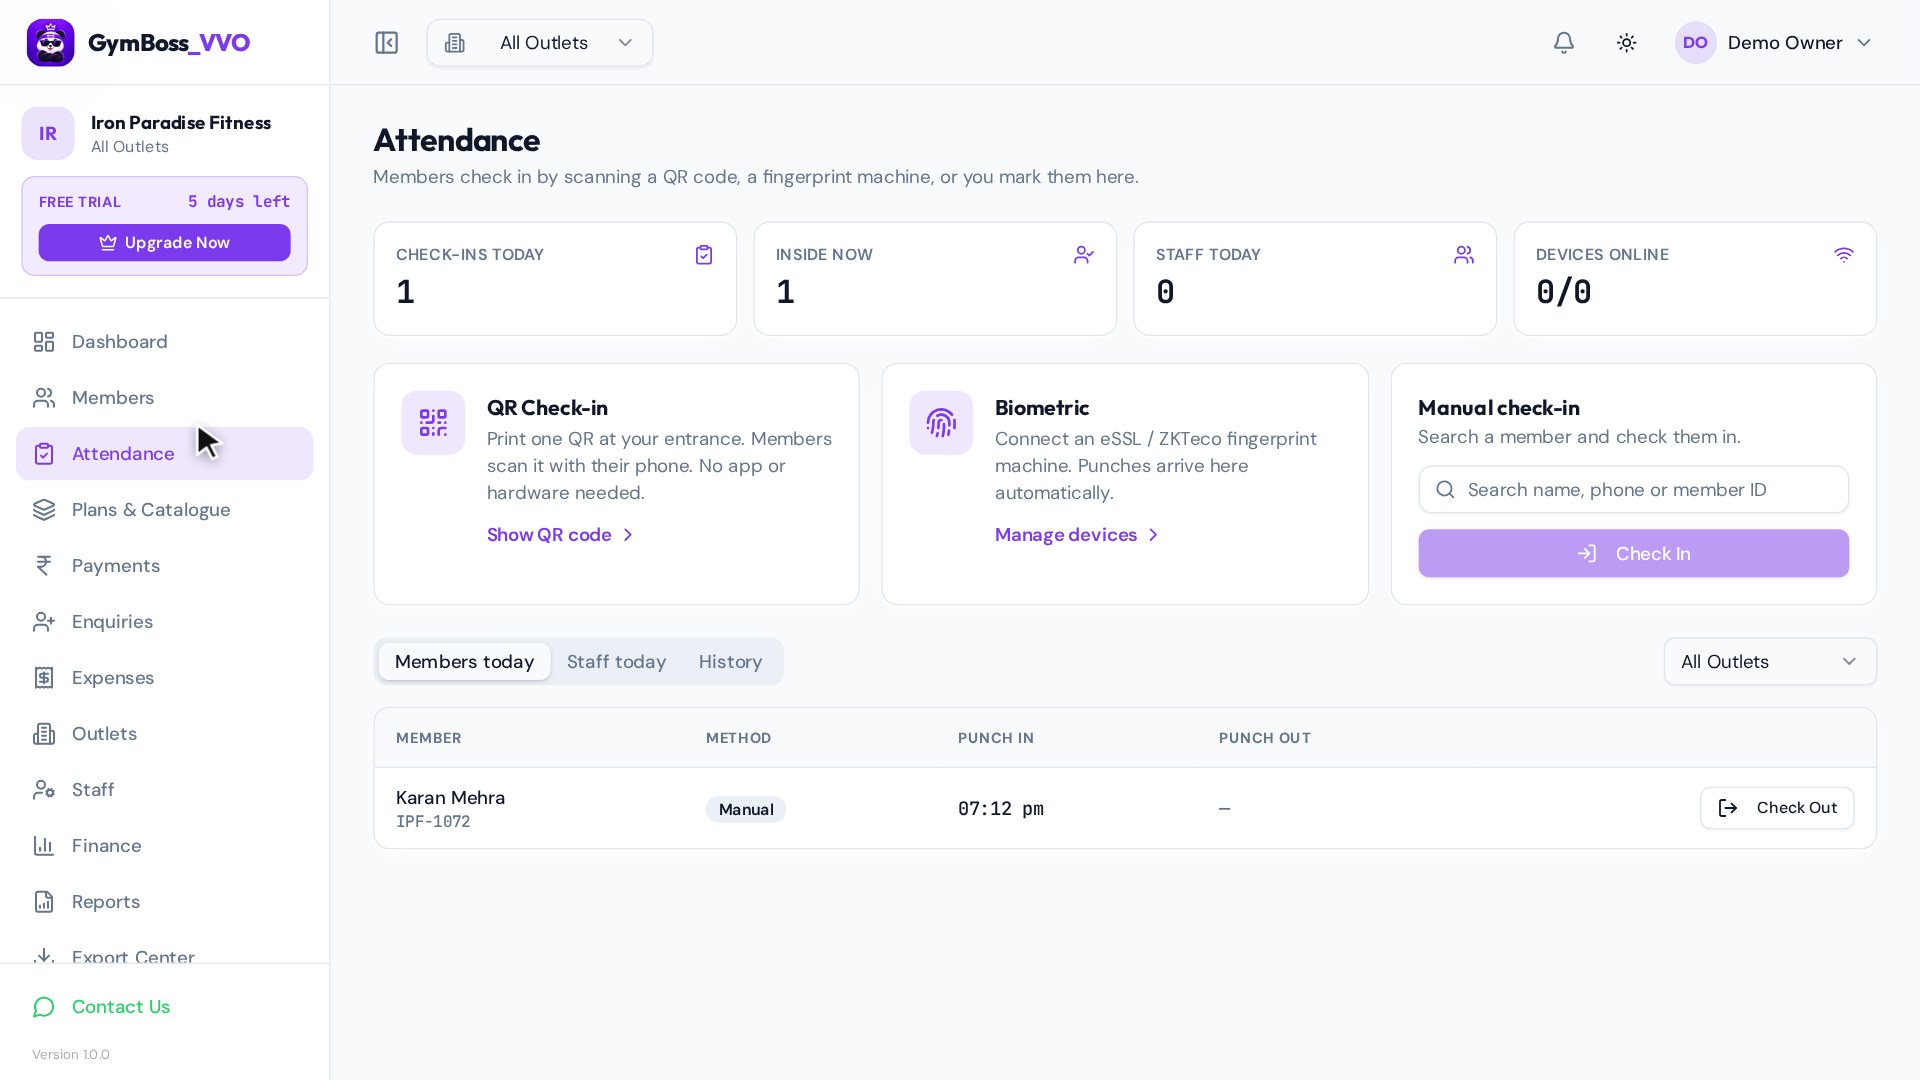 GymBoss_VVO
All Outlets
DO Demo Owner
IR
Iron Paradise Fitness
All Outlets
FREE TRIAL 5 days left
Upgrade Now
Dashboard
Members
Attendance
Plans & Catalogue
Payments
Enquiries
Expenses
Outlets
Staff
Finance
Reports
Export Center
Contact Us
Version 1.0.0
Attendance
Members check in by scanning a QR code, a fingerprint machine, or you mark them here.
CHECK-INS TODAY
1
INSIDE NOW
1
STAFF TODAY
0
DEVICES ONLINE
0/0
QR Check-in
Print one QR at your entrance. Members
scan it with their phone. No app or
hardware needed.
Show QR code
Biometric
Connect an eSSL / ZKTeco fingerprint
machine. Punches arrive here
automatically.
Manage devices
Manual check-in
Search a member and check them in.
Search name, phone or member ID
Check In
Members today Staff today History
All Outlets
MEMBER METHOD PUNCH IN PUNCH OUT
Karan Mehra
IPF-1072
Manual
07:12 pm
—
Check Out